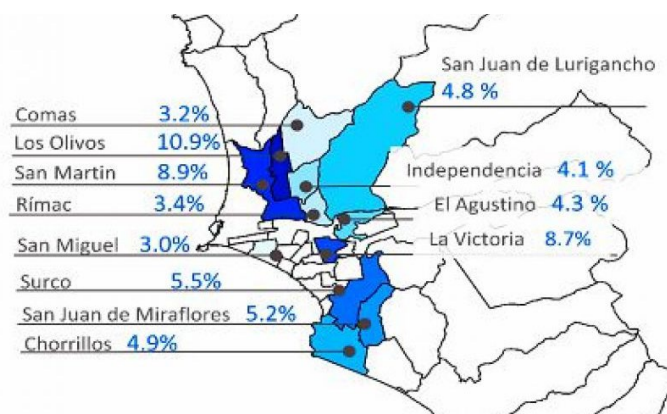 San Juan de Lurigancho
4.8 %
Comas 3.2%
Los Olivos 10.9%
San Martin 8.9%
Rímac 3.4%
San Miguel 3.0%
Surco 5.5%
San Juan de Miraflores 5.2%
Chorrillos 4.9%
Independencia 4.1 %
El Agustino 4.3 %
La Victoria 8.7%